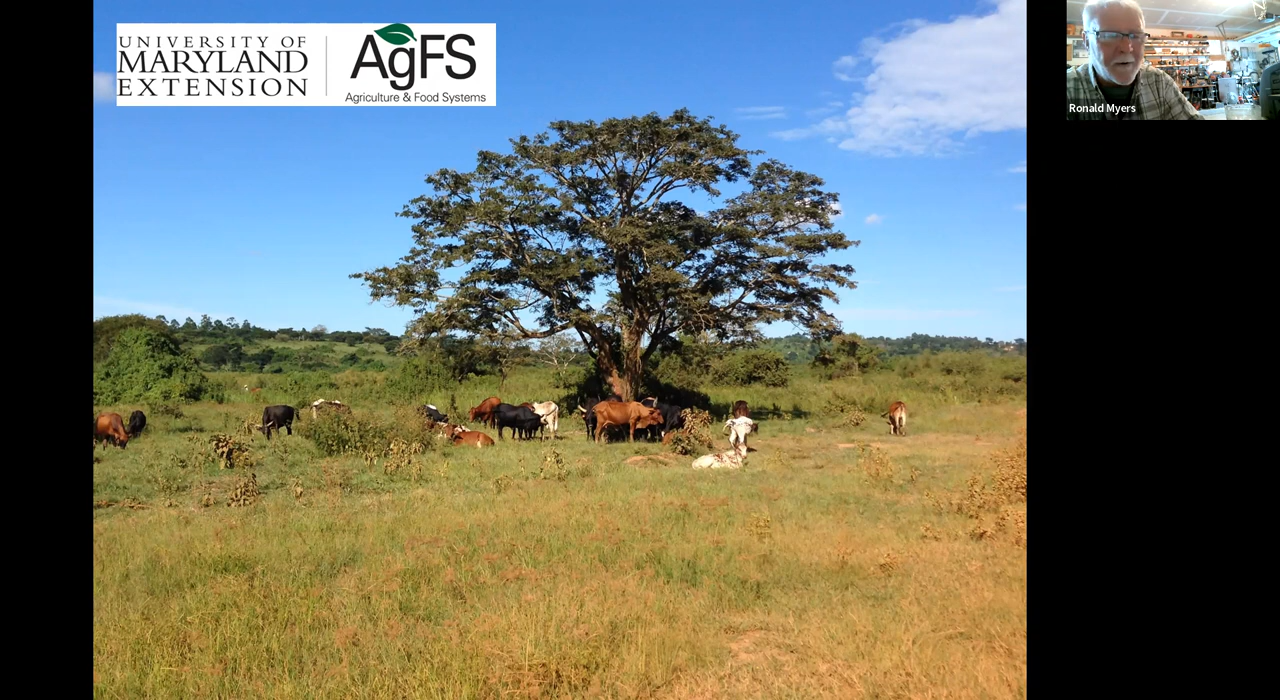 UNIVERSITY OF
MARYLAND
EXTENSION
AgFS
Agriculture & Food Systems
Ronald Myers